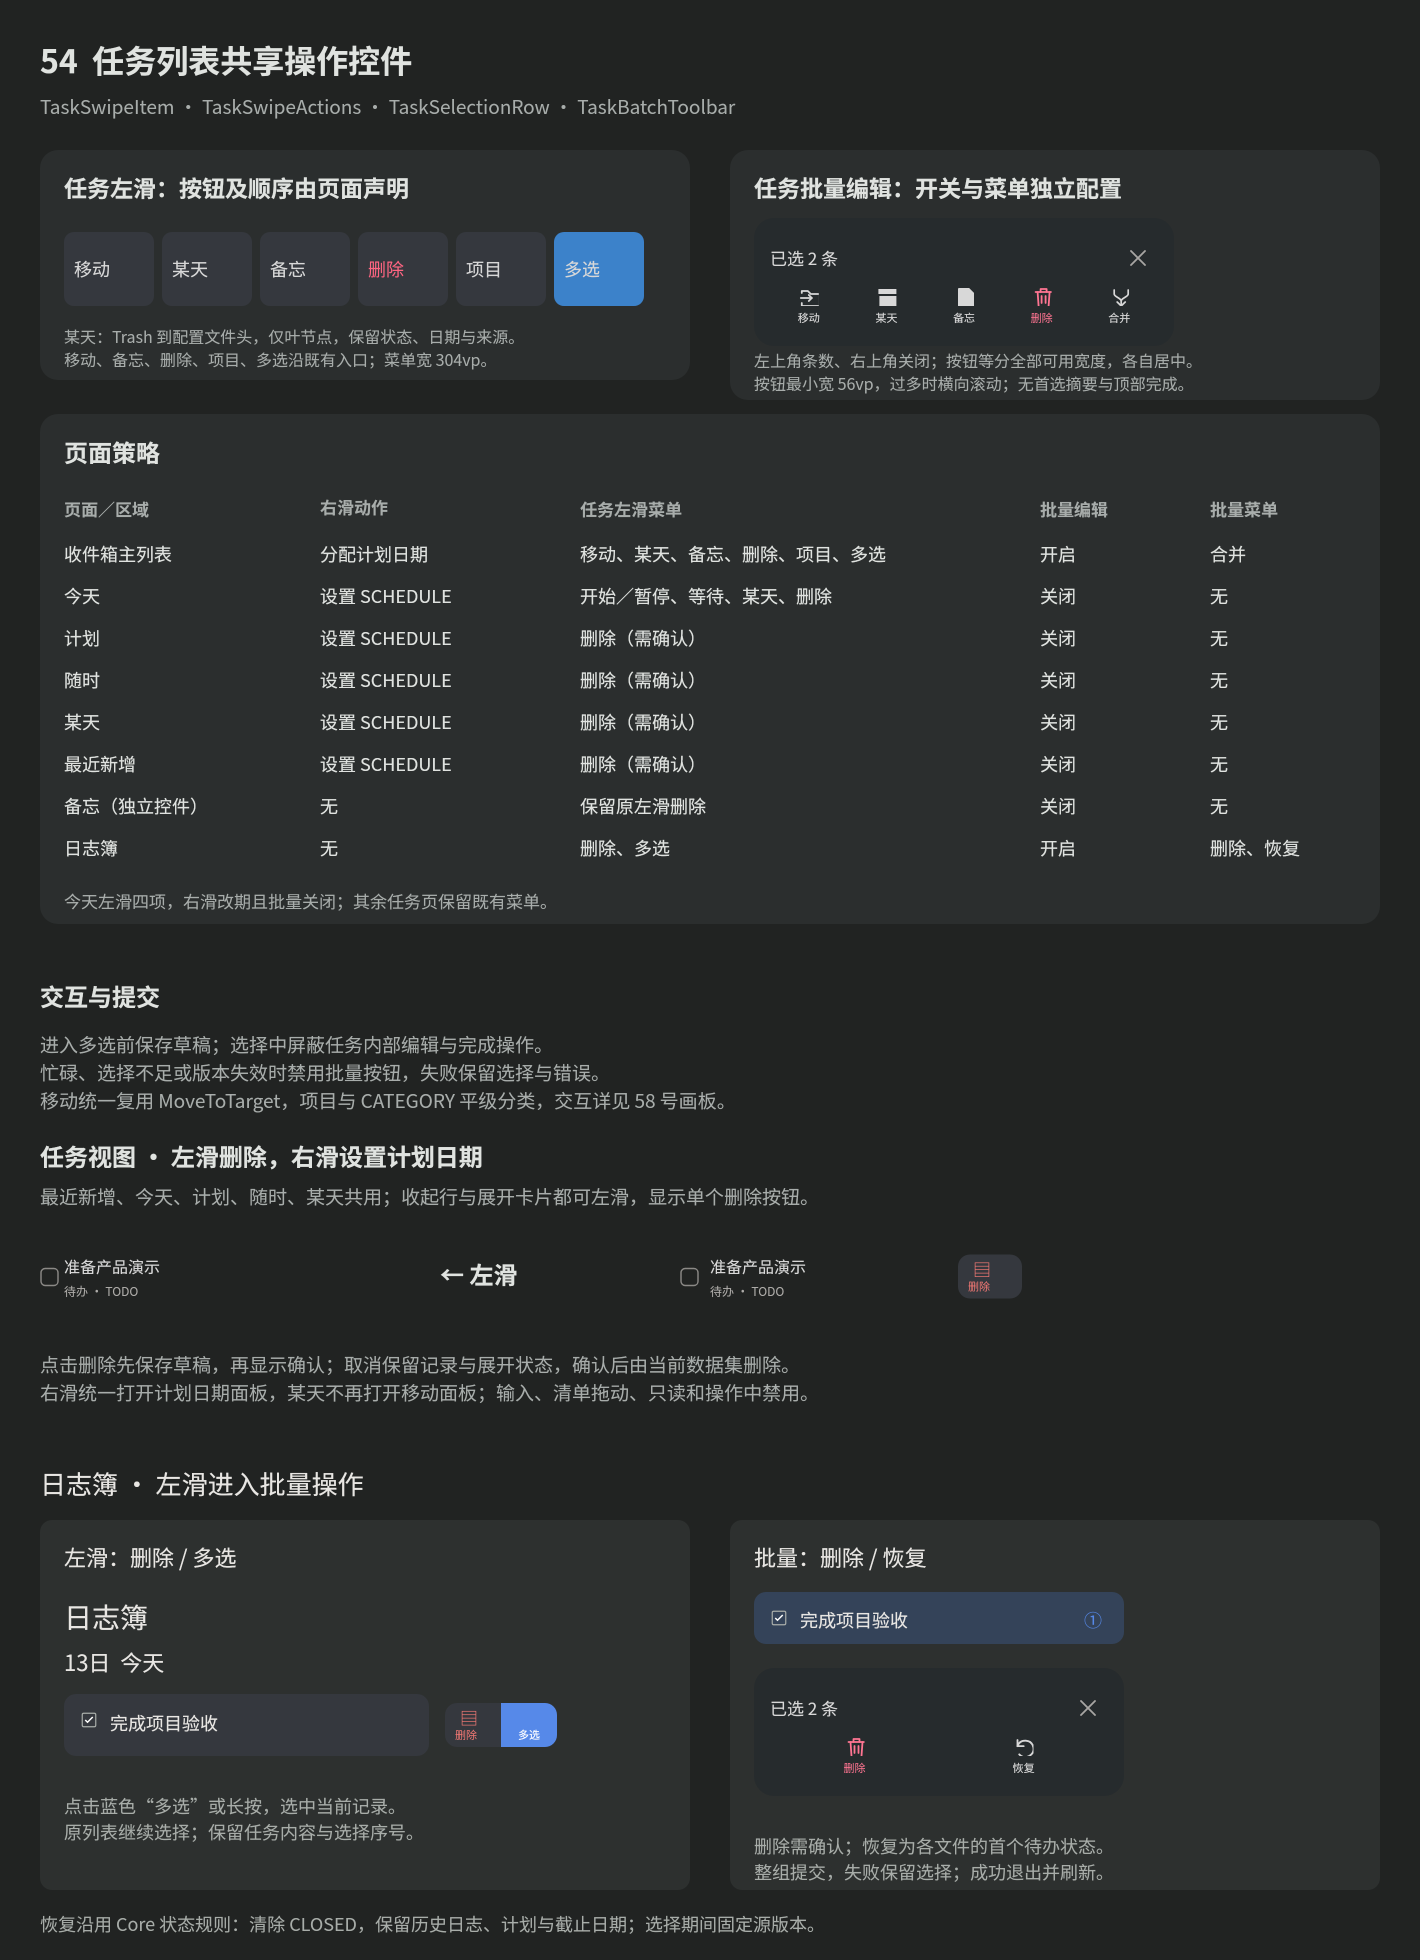 54 任务列表共享操作控件
TaskSwipeItem · TaskSwipeActions · TaskSelectionRow · TaskBatchToolbar
任务左滑：按钮及顺序由页面声明
移动 某天 备忘 删除 项目 多选
某天：Trash 到配置文件头，仅叶节点，保留状态、日期与来源。
移动、备忘、删除、项目、多选沿既有入口；菜单宽 304vp。
任务批量编辑：开关与菜单独立配置
已选 2 条
移动 某天 备忘 删除 合并
左上角条数、右上角关闭；按钮等分全部可用宽度，各自居中。
按钮最小宽 56vp，过多时横向滚动；无首选摘要与顶部完成。
页面策略
页面／区域 右滑动作 任务左滑菜单 批量编辑 批量菜单
收件箱主列表 分配计划日期 移动、某天、备忘、删除、项目、多选 开启 合并
今天 设置 SCHEDULE 开始／暂停、等待、某天、删除 关闭 无
计划 设置 SCHEDULE 删除（需确认） 关闭 无
随时 设置 SCHEDULE 删除（需确认） 关闭 无
某天 设置 SCHEDULE 删除（需确认） 关闭 无
最近新增 设置 SCHEDULE 删除（需确认） 关闭 无
备忘（独立控件） 无 保留原左滑删除 关闭 无
日志簿 无 删除、多选 开启 删除、恢复
今天左滑四项，右滑改期且批量关闭；其余任务页保留既有菜单。
交互与提交
进入多选前保存草稿；选择中屏蔽任务内部编辑与完成操作。
忙碌、选择不足或版本失效时禁用批量按钮，失败保留选择与错误。
移动统一复用 MoveToTarget，项目与 CATEGORY 平级分类，交互详见 58 号画板。
任务视图 · 左滑删除，右滑设置计划日期
最近新增、今天、计划、随时、某天共用；收起行与展开卡片都可左滑，显示单个删除按钮。
准备产品演示
待办 · TODO
← 左滑
准备产品演示
待办 · TODO
删除
点击删除先保存草稿，再显示确认；取消保留记录与展开状态，确认后由当前数据集删除。
右滑统一打开计划日期面板，某天不再打开移动面板；输入、清单拖动、只读和操作中禁用。
日志簿 · 左滑进入批量操作
左滑：删除 / 多选
日志簿
13日 今天
完成项目验收
删除 多选
点击蓝色“多选”或长按，选中当前记录。
原列表继续选择；保留任务内容与选择序号。
批量：删除 / 恢复
完成项目验收 ①
已选 2 条
删除 恢复
删除需确认；恢复为各文件的首个待办状态。
整组提交，失败保留选择；成功退出并刷新。
恢复沿用 Core 状态规则：清除 CLOSED，保留历史日志、计划与截止日期；选择期间固定源版本。